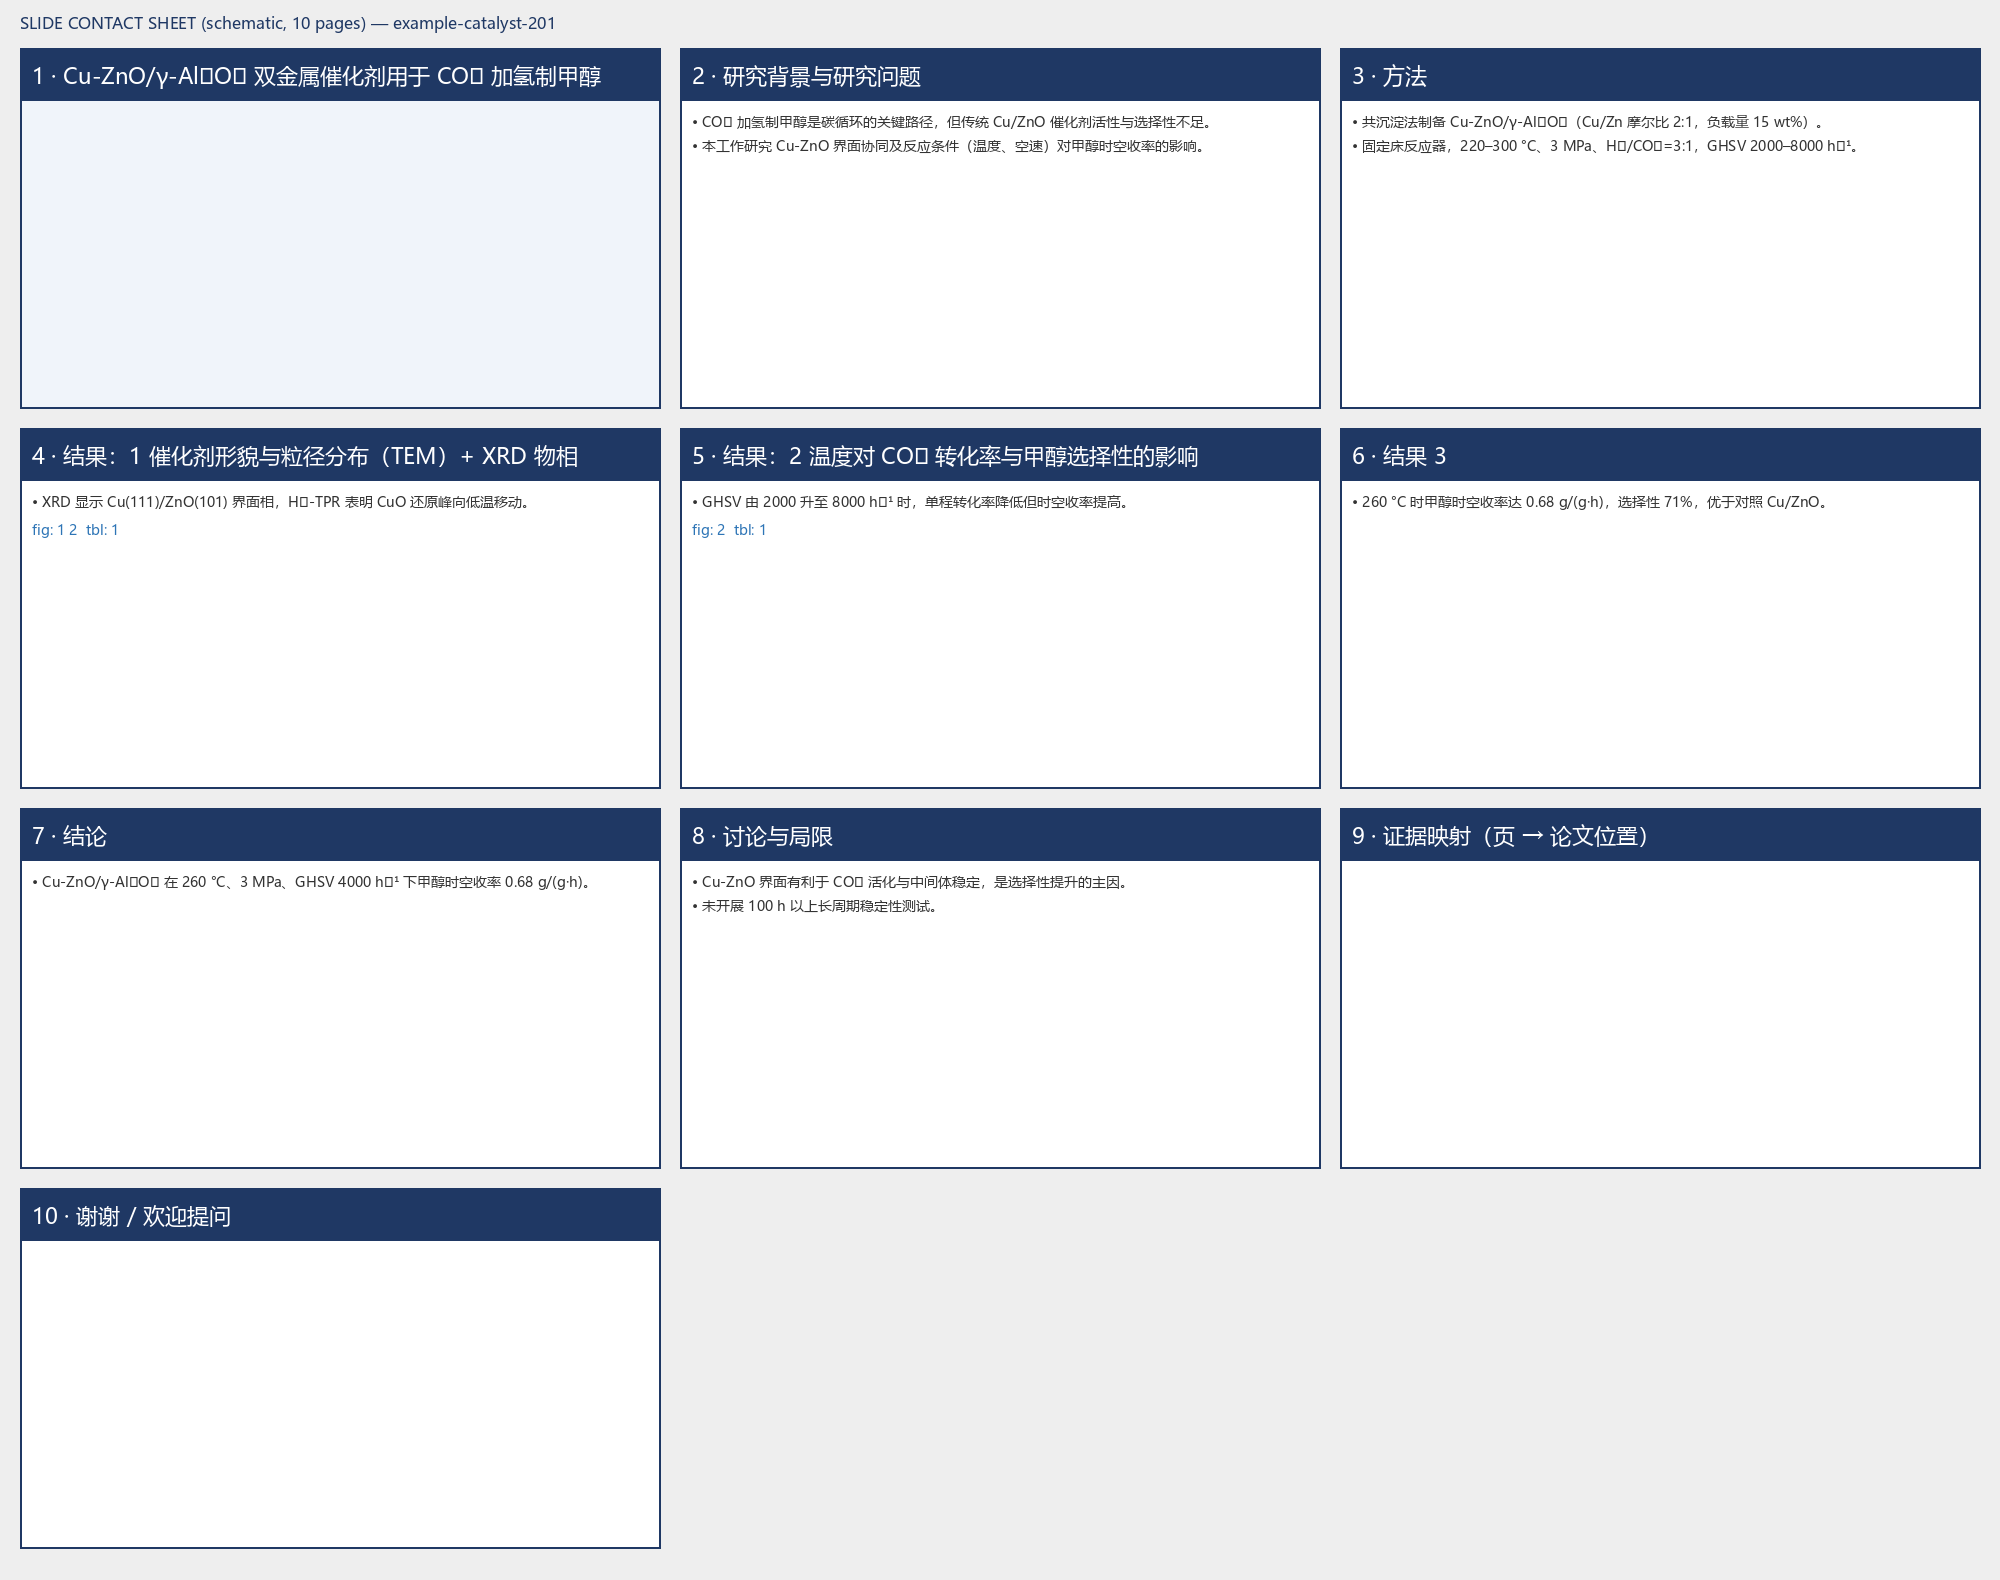 SLIDE CONTACT SHEET (schematic, 10 pages) — example-catalyst-201
1 · Cu-ZnO/γ-Al▯O▯ 双金属催化剂用于 CO▯ 加氢制甲醇
2 · 研究背景与研究问题
• CO▯ 加氢制甲醇是碳循环的关键路径，但传统 Cu/ZnO 催化剂活性与选择性不足。
• 本工作研究 Cu-ZnO 界面协同及反应条件（温度、空速）对甲醇时空收率的影响。
3 · 方法
• 共沉淀法制备 Cu-ZnO/γ-Al▯O▯（Cu/Zn 摩尔比 2:1，负载量 15 wt%）。
• 固定床反应器，220–300 °C、3 MPa、H▯/CO▯=3:1，GHSV 2000–8000 h▯¹。
4 · 结果：1 催化剂形貌与粒径分布（TEM）+ XRD 物相
• XRD 显示 Cu(111)/ZnO(101) 界面相，H▯-TPR 表明 CuO 还原峰向低温移动。
fig: 1 2  tbl: 1
5 · 结果：2 温度对 CO▯ 转化率与甲醇选择性的影响
• GHSV 由 2000 升至 8000 h▯¹ 时，单程转化率降低但时空收率提高。
fig: 2  tbl: 1
6 · 结果 3
• 260 °C 时甲醇时空收率达 0.68 g/(g·h)，选择性 71%，优于对照 Cu/ZnO。
7 · 结论
• Cu-ZnO/γ-Al▯O▯ 在 260 °C、3 MPa、GHSV 4000 h▯¹ 下甲醇时空收率 0.68 g/(g·h)。
8 · 讨论与局限
• Cu-ZnO 界面有利于 CO▯ 活化与中间体稳定，是选择性提升的主因。
• 未开展 100 h 以上长周期稳定性测试。
9 · 证据映射（页 → 论文位置）
10 · 谢谢 / 欢迎提问